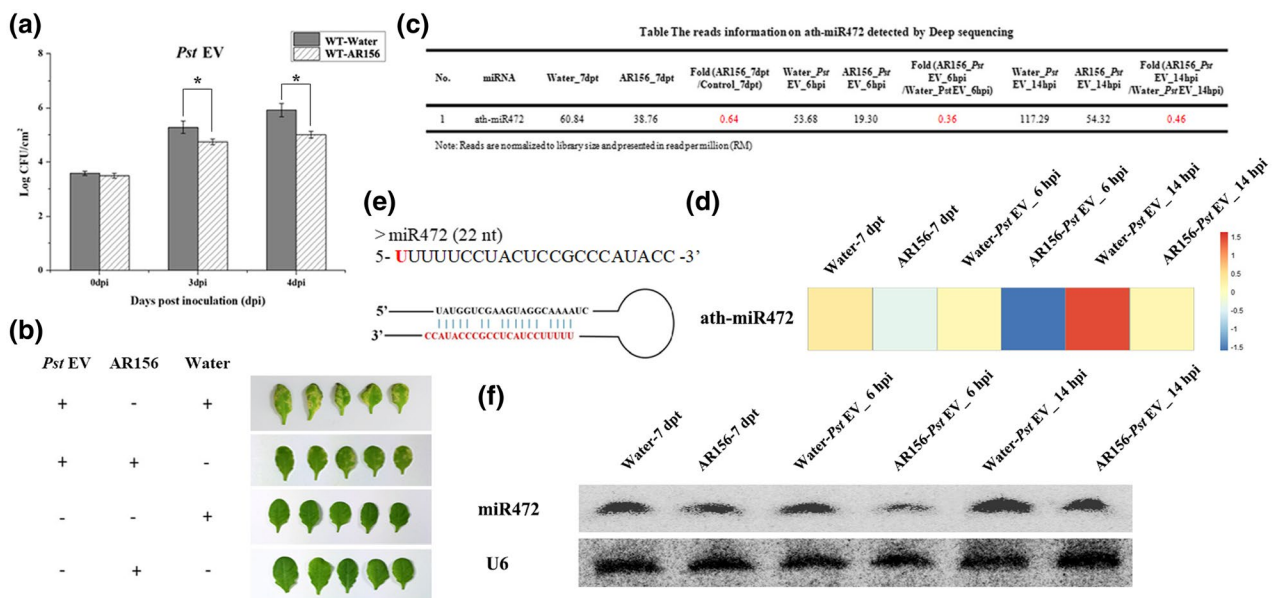 (a)
Pst EV
WT-Water
WT-AR156
*
*
8
6
4
2
0
Log CFU/cm²
0dpi 3dpi 4dpi
Days post inoculation (dpi)
(b)
Pst EV AR156 Water
+ - +
+ + -
- - +
- + -
(c)
Table The reads information on ath-miR472 detected by Deep sequencing
No. miRNA Water_7dpt AR156_7dpt Fold (AR156_7dpt /Control_7dpt) Water_Pst EV_6hpi AR156_Pst EV_6hpi Fold (AR156_Pst EV_6hpi /Water_PstEV_6hpi) Water_Pst EV_14hpi AR156_Pst EV_14hpi Fold (AR156_Pst EV_14hpi /Water_PstEV_14hpi)
1 ath-miR472 60.84 38.76 0.64 53.68 19.30 0.36 117.29 54.32 0.46
Note: Reads are normalized to library size and presented in read per million (RM)
(d)
Water-7 dpt
AR156-7 dpt
Water-Pst EV_ 6 hpi
AR156-Pst EV_ 6 hpi
Water-Pst EV_ 14 hpi
AR156-Pst EV_ 14 hpi
ath-miR472
1.5
1
0.5
0
-0.5
-1
-1.5
(e)
> miR472 (22 nt)
5- UUUUUCCUACUCCGCCCAUACC -3’
5’ UAUGGUCGAAGUAGGCAAAAUC
3’ CCAUACCCGCCUCAUCCUUUUU
(f)
Water-7 dpt
AR156-7 dpt
Water-Pst EV_ 6 hpi
AR156-Pst EV_ 6 hpi
Water-Pst EV_ 14 hpi
AR156-Pst EV_ 14 hpi
miR472
U6